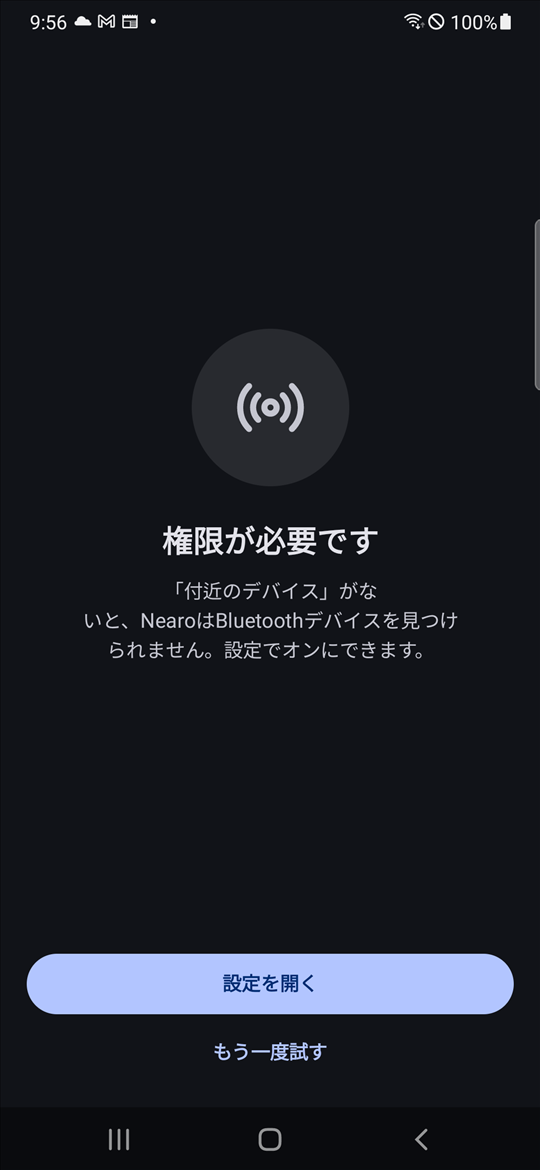 9:56
100%
権限が必要です
「付近のデバイス」がな
いと、NearoはBluetoothデバイスを見つけ
られません。設定でオンにできます。
設定を開く
もう一度試す